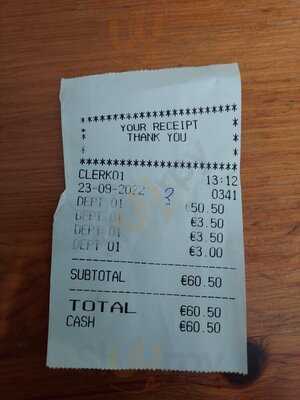 ************************
* YOUR RECEIPT *
* THANK YOU *
************************
CLERK01 13:12
23-09-2022 ? 0341
DEPT 01 €50.50
DEPT 01 €3.50
DEPT 01 €3.50
DEPT 01 €3.00
SUBTOTAL €60.50
TOTAL €60.50
CASH €60.50